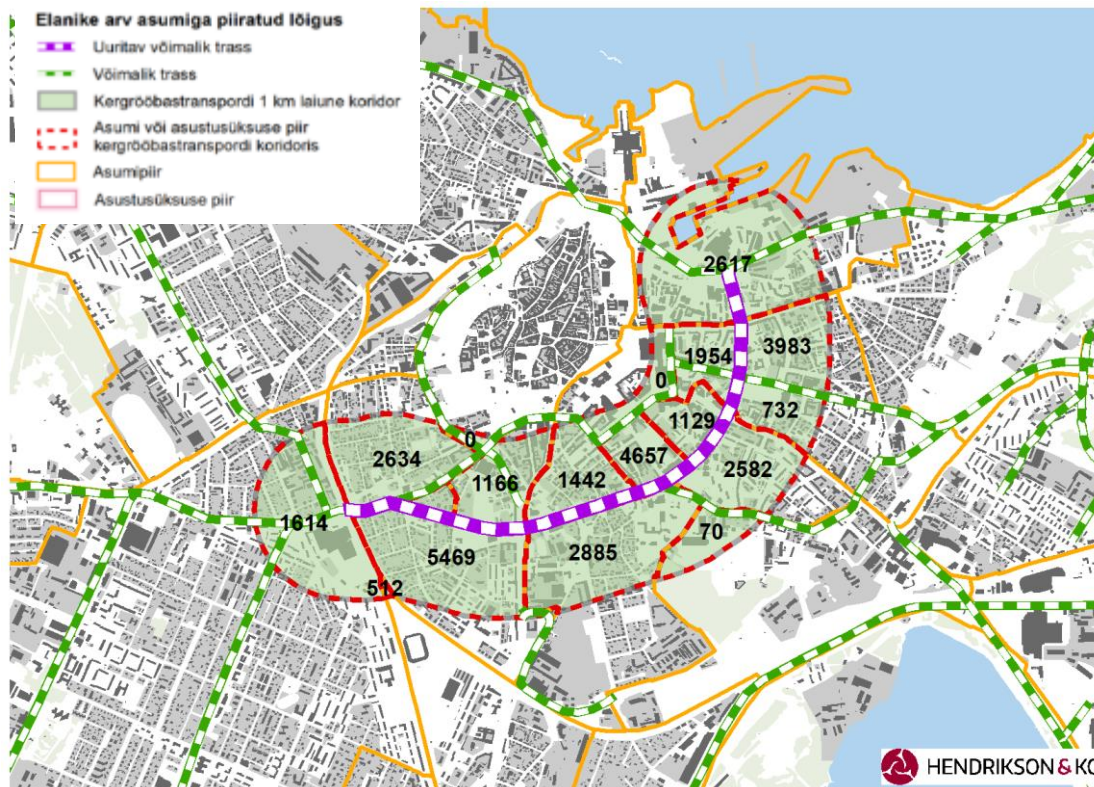 Elanike arv asumiga piiratud lõigus
Uuritav võimalik trass
Võimalik trass
Kergrööbastranspordi 1 km laiune koridor
Asumi või asustusüksuse piir
kergrööbastranspordi koridoris
Asumipiir
Asustusüksuse piir
2617
1954
3983
0
1129
732
0
2634
4657
1166
1442
2582
1614
70
5469
2885
512
HENDRIKSON & KO